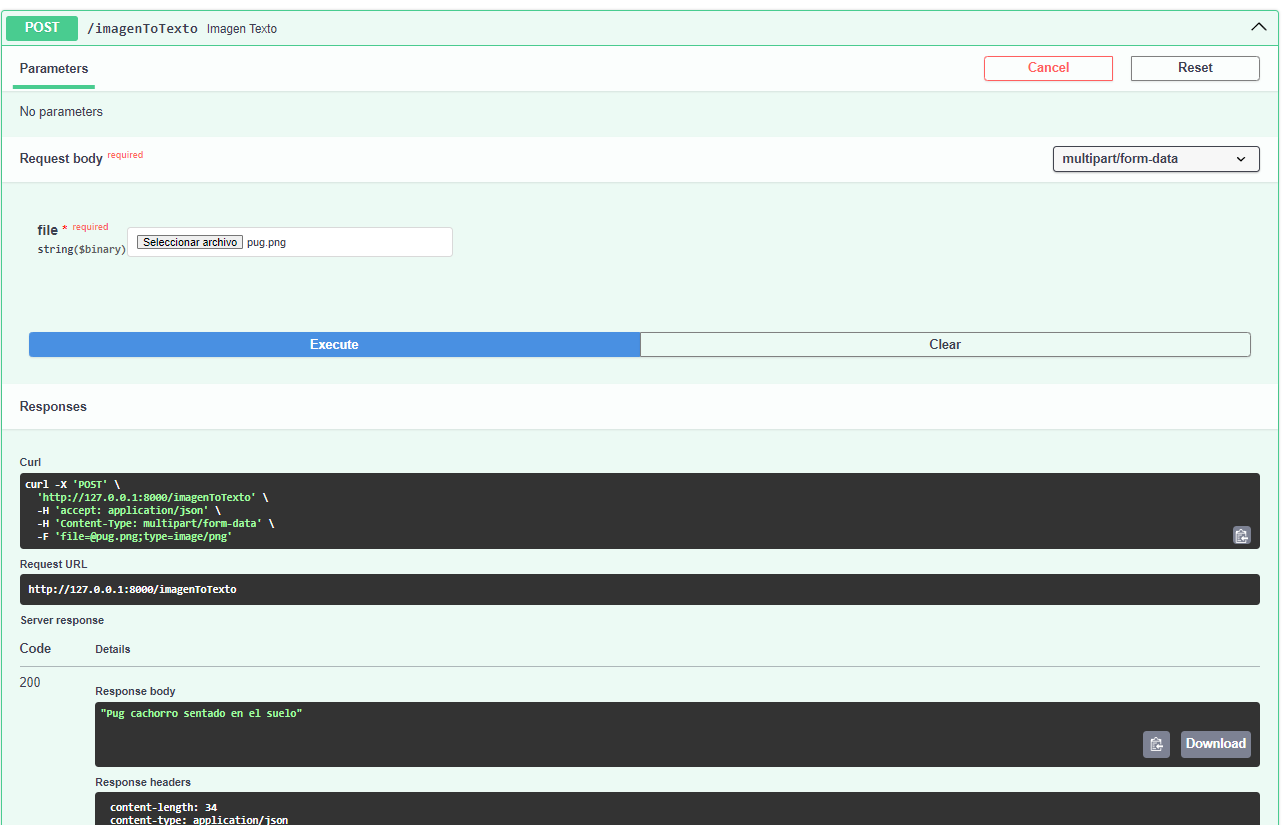 POST /imagenToTexto Imagen Texto
Parameters Cancel Reset
No parameters
Request body required multipart/form-data
file * required
string($binary) Seleccionar archivo pug.png
Execute Clear
Responses
Curl
curl -X 'POST' \
'http://127.0.0.1:8000/imagenToTexto' \
-H 'accept: application/json' \
-H 'Content-Type: multipart/form-data' \
-F 'file=@pug.png;type=image/png'
Request URL
http://127.0.0.1:8000/imagenToTexto
Server response
Code Details
200
Response body
"Pug cachorro sentado en el suelo"
Download
Response headers
content-length: 34
content-type: application/json